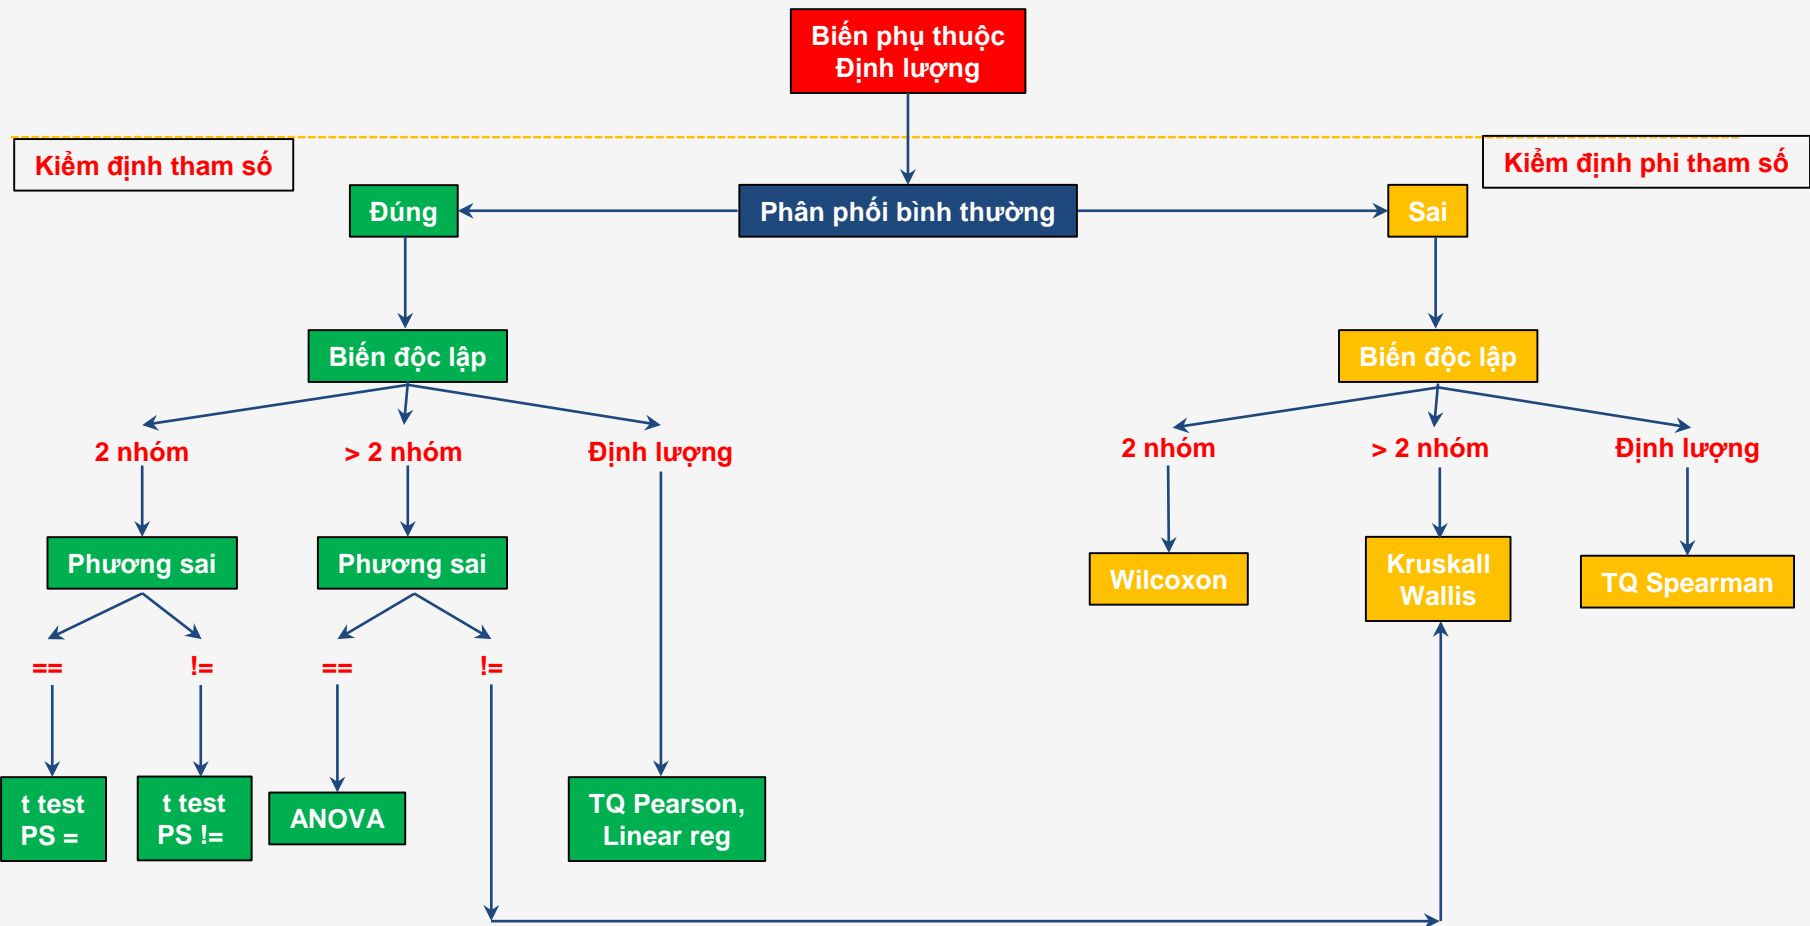 Biến phụ thuộc
Định lượng
Kiểm định tham số
Kiểm định phi tham số
Đúng
Phân phối bình thường
Sai
Biến độc lập
Biến độc lập
2 nhóm
> 2 nhóm
Định lượng
2 nhóm
> 2 nhóm
Định lượng
Phương sai
Phương sai
Wilcoxon
Kruskall
Wallis
TQ Spearman
==
!=
==
!=
t test
PS =
t test
PS !=
ANOVA
TQ Pearson,
Linear reg